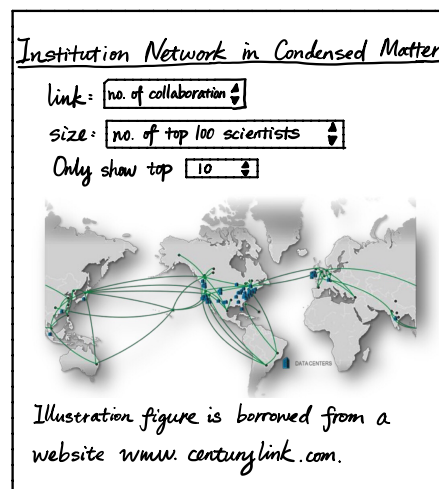 Institution Network in Condensed Matter
link: no. of collaboration
size: no. of top 100 scientists
Only show top 10
DATA CENTERS
Illustration figure is borrowed from a
website wmw. centurylink.com.